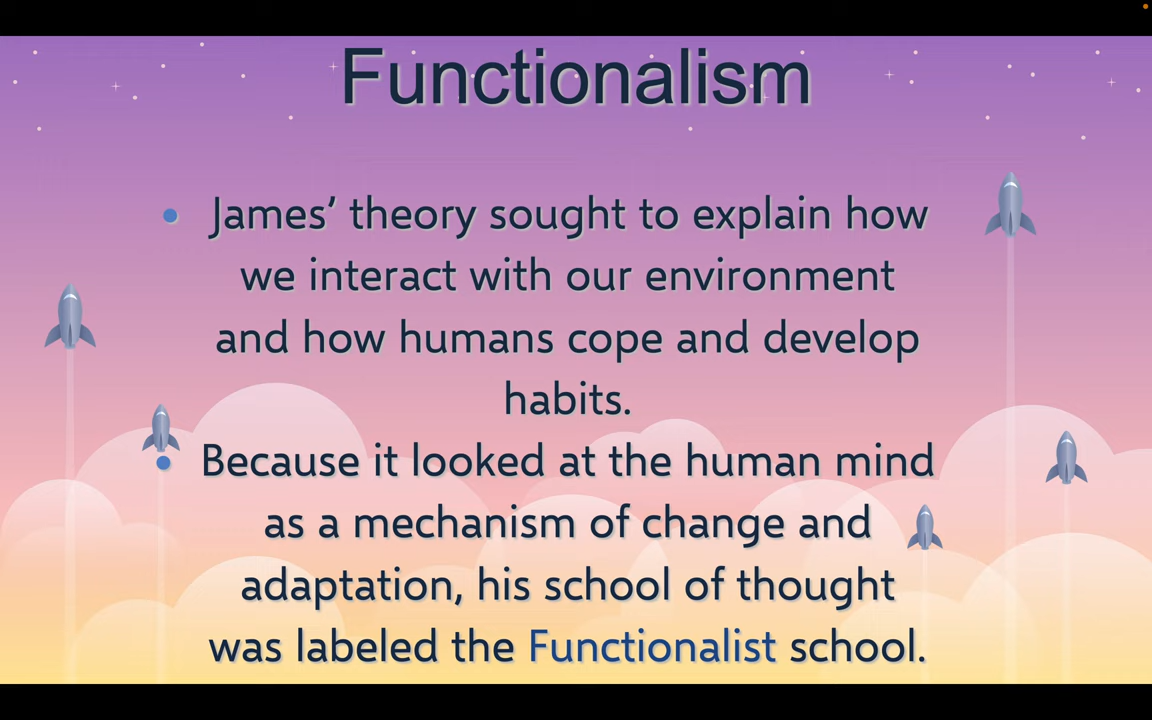 Functionalism
• James’ theory sought to explain how
we interact with our environment
and how humans cope and develop
habits.
• Because it looked at the human mind
as a mechanism of change and
adaptation, his school of thought
was labeled the Functionalist school.